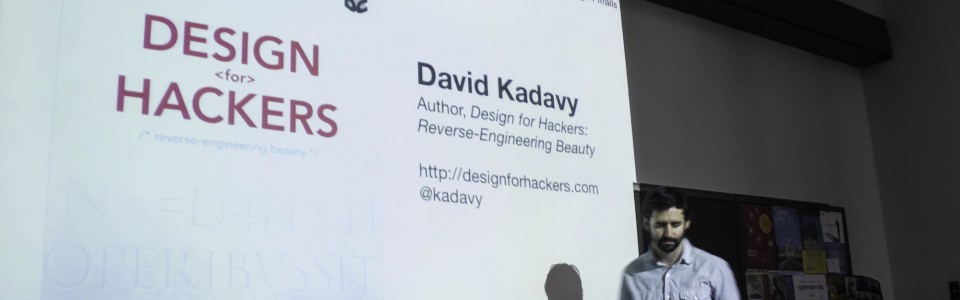 DESIGN
<for>
HACKERS
/* reverse-engineering beauty */
David Kadavy
Author, Design for Hackers:
Reverse-Engineering Beauty
http://designforhackers.com
@kadavy
OPERIBVSSIT